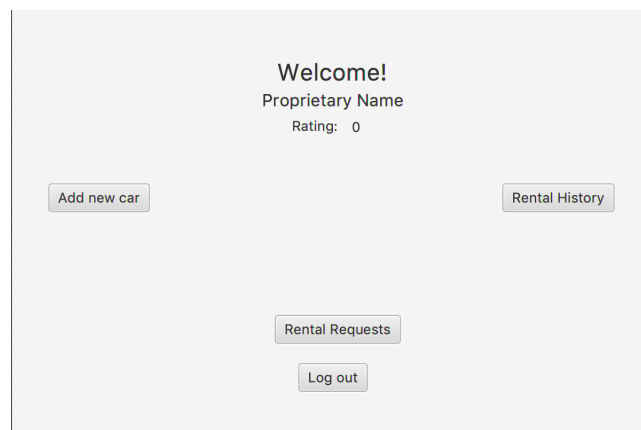 Welcome!
Proprietary Name
Rating: 0
Add new car
Rental History
Rental Requests
Log out